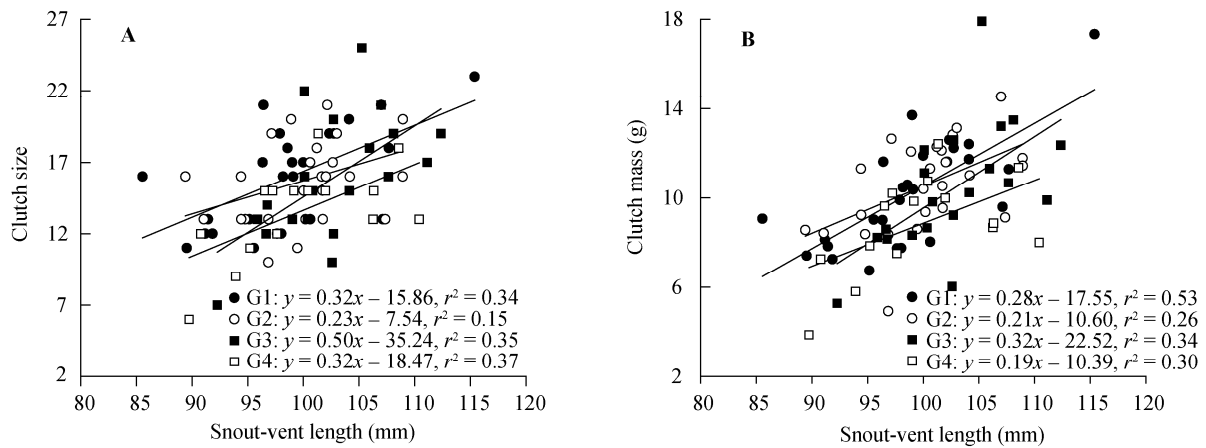 A
27
22
17
12
7
2
Clutch size
G1: y = 0.32x – 15.86, r² = 0.34
G2: y = 0.23x – 7.54, r² = 0.15
G3: y = 0.50x – 35.24, r² = 0.35
G4: y = 0.32x – 18.47, r² = 0.37
80 85 90 95 100 105 110 115 120
Snout-vent length (mm)
B
18
14
10
6
2
Clutch mass (g)
G1: y = 0.28x – 17.55, r² = 0.53
G2: y = 0.21x – 10.60, r² = 0.26
G3: y = 0.32x – 22.52, r² = 0.34
G4: y = 0.19x – 10.39, r² = 0.30
80 85 90 95 100 105 110 115 120
Snout-vent length (mm)